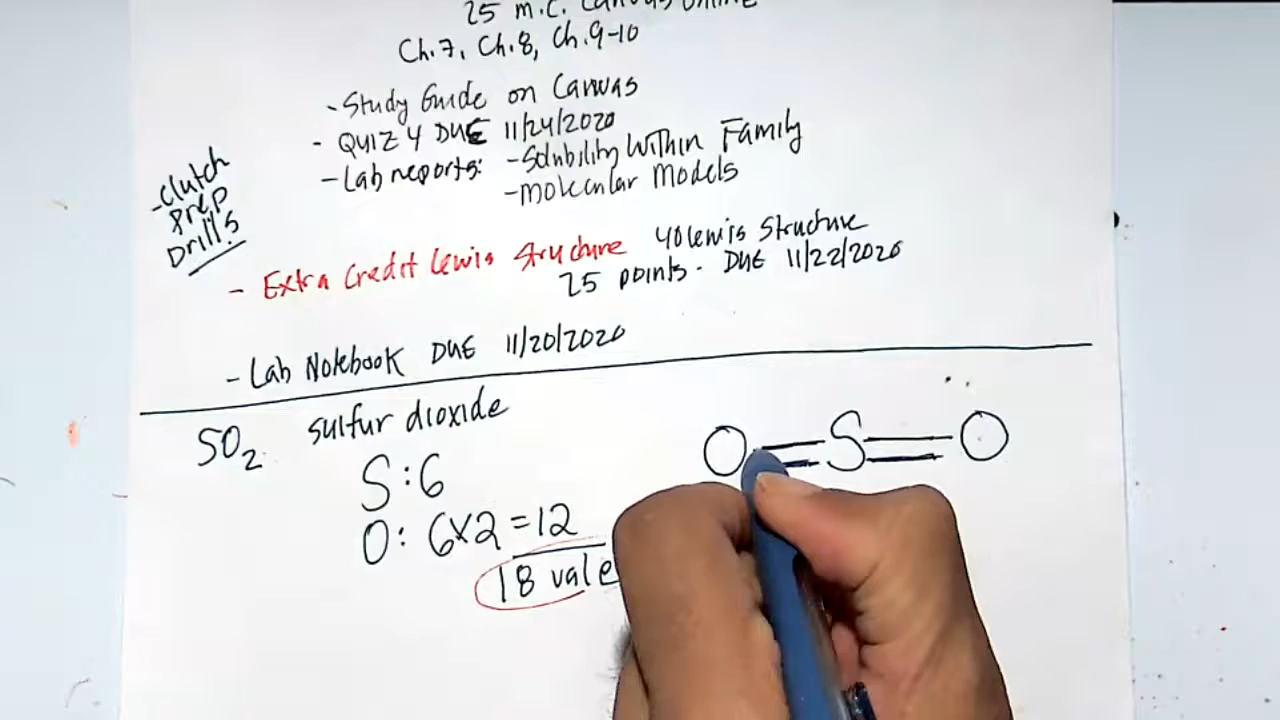 25 m.c. Canvas online
Ch.7, Ch.8, Ch.9-10
- Study Guide on Canvas
- QUIZ 4 DUE 11/24/2020
- Lab reports: - Solubility Within Family
- Molecular Models
- Clutch
Prep
Drills
- Extra Credit Lewis Structure 40 Lewis Structure
25 points. DUE 11/22/2020
- Lab Notebook DUE 11/20/2020
SO2 sulfur dioxide
O=S=O
S:6
O: 6x2=12
18 vale